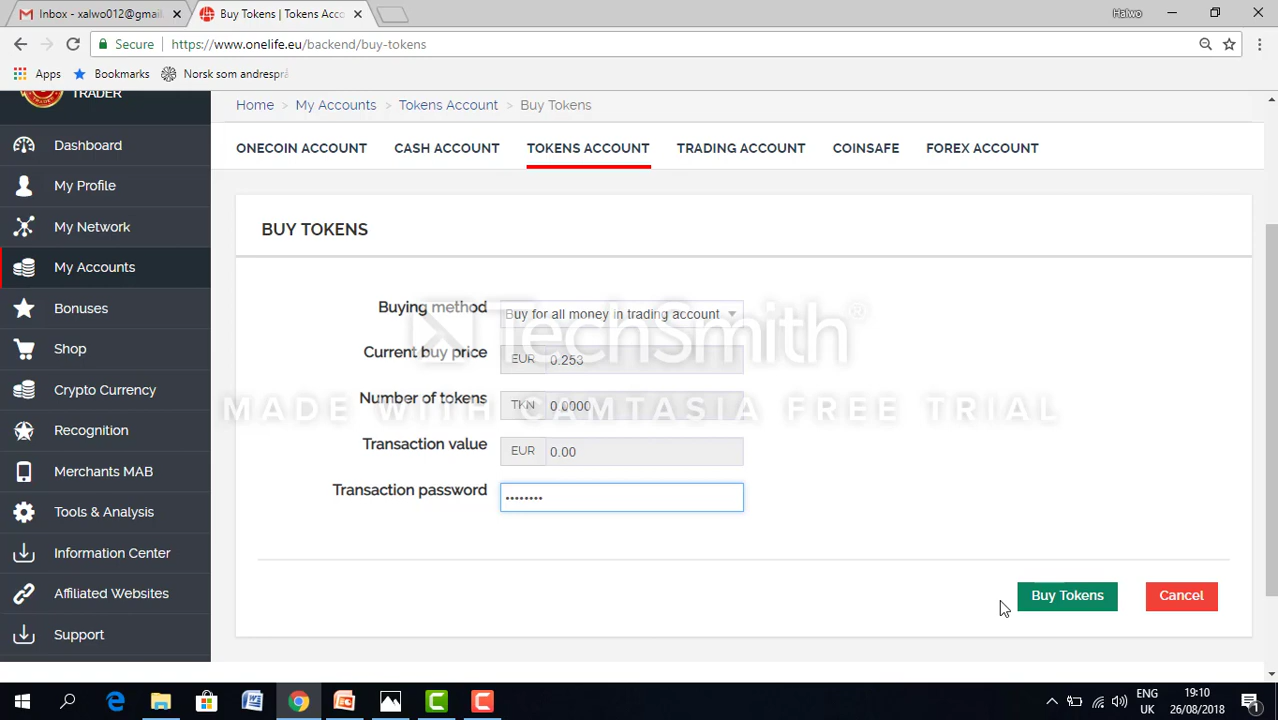 Inbox - xalwo012@gmail.
Buy Tokens | Tokens Acco
Halwo
Secure
https://www.onelife.eu/backend/buy-tokens
Apps
Bookmarks
Norsk som andresprå
TRADER
Home > My Accounts > Tokens Account > Buy Tokens
ONECOIN ACCOUNT
CASH ACCOUNT
TOKENS ACCOUNT
TRADING ACCOUNT
COINSAFE
FOREX ACCOUNT
Dashboard
My Profile
My Network
My Accounts
Bonuses
Shop
Crypto Currency
Recognition
Merchants MAB
Tools & Analysis
Information Center
Affiliated Websites
Support
BUY TOKENS
Buying method
Buy for all money in trading account
Current buy price
EUR 0.253
Number of tokens
TKN 0.0000
Transaction value
EUR 0.00
Transaction password
••••••••
Buy Tokens
Cancel
TechSmith®
MADE WITH CAMTASIA FREE TRIAL
ENG
UK
19:10
26/08/2018
1